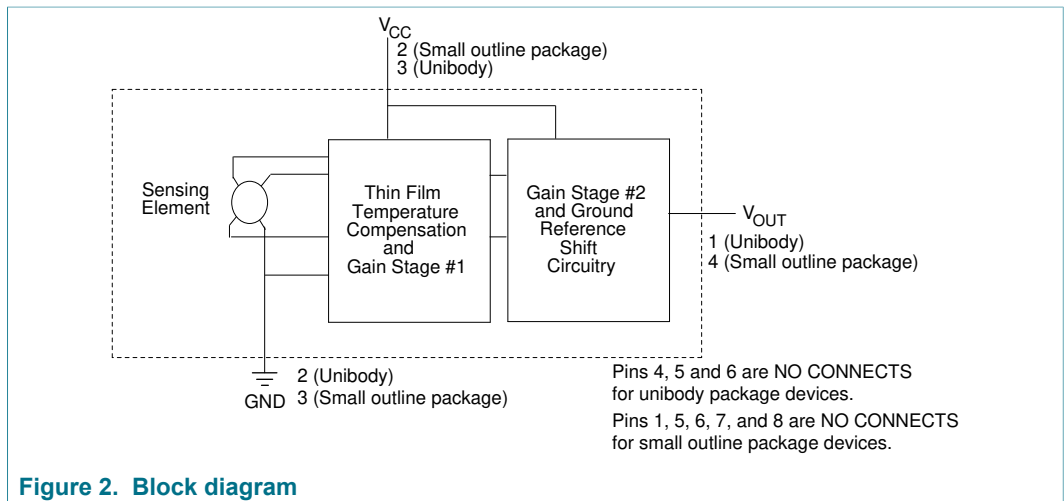 VCC
2 (Small outline package)
3 (Unibody)
Sensing
Element
Thin Film
Temperature
Compensation
and
Gain Stage #1
Gain Stage #2
and Ground
Reference
Shift
Circuitry
VOUT
1 (Unibody)
4 (Small outline package)
GND
2 (Unibody)
3 (Small outline package)
Pins 4, 5 and 6 are NO CONNECTS
for unibody package devices.
Pins 1, 5, 6, 7, and 8 are NO CONNECTS
for small outline package devices.
Figure 2. Block diagram